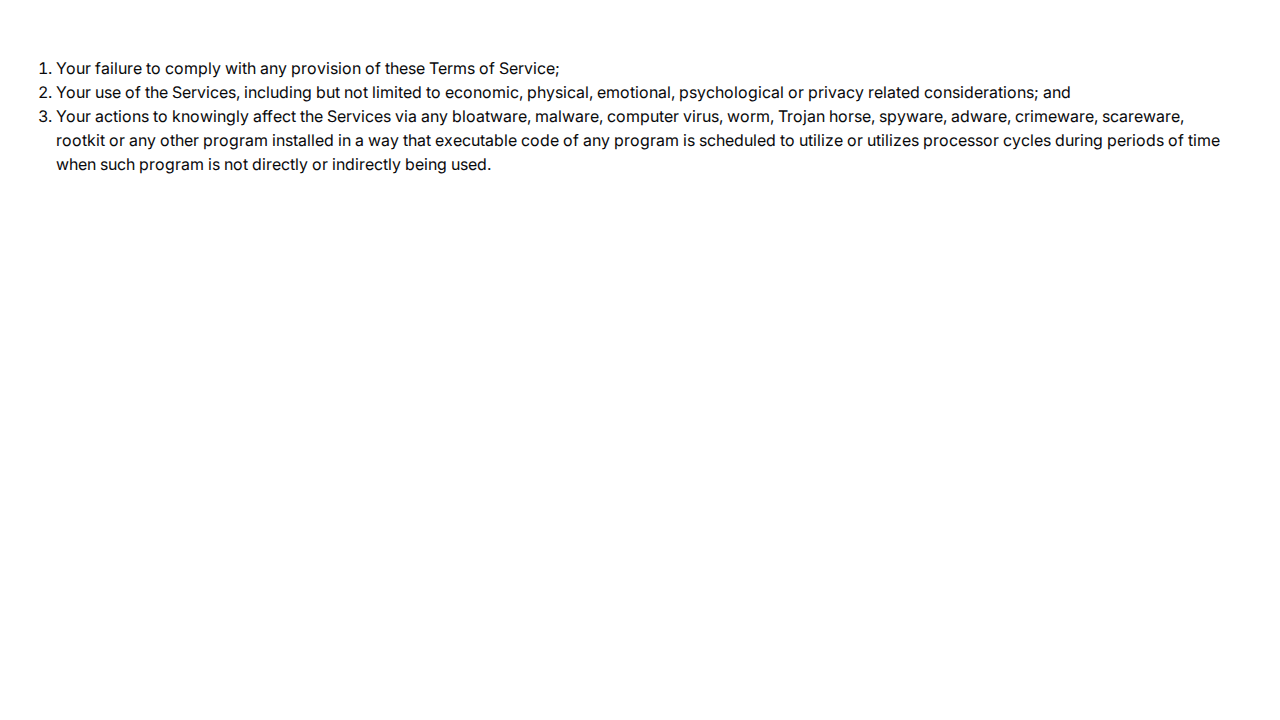 1. Your failure to comply with any provision of these Terms of Service;
2. Your use of the Services, including but not limited to economic, physical, emotional, psychological or privacy related considerations; and
3. Your actions to knowingly affect the Services via any bloatware, malware, computer virus, worm, Trojan horse, spyware, adware, crimeware, scareware,
rootkit or any other program installed in a way that executable code of any program is scheduled to utilize or utilizes processor cycles during periods of time
when such program is not directly or indirectly being used.